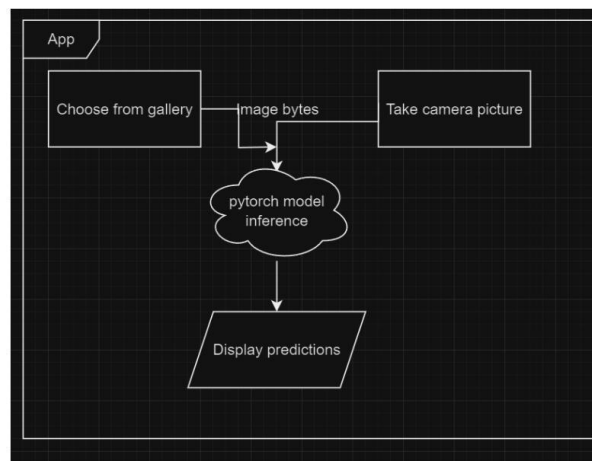 App
Choose from gallery
Image bytes
Take camera picture
pytorch model
inference
Display predictions